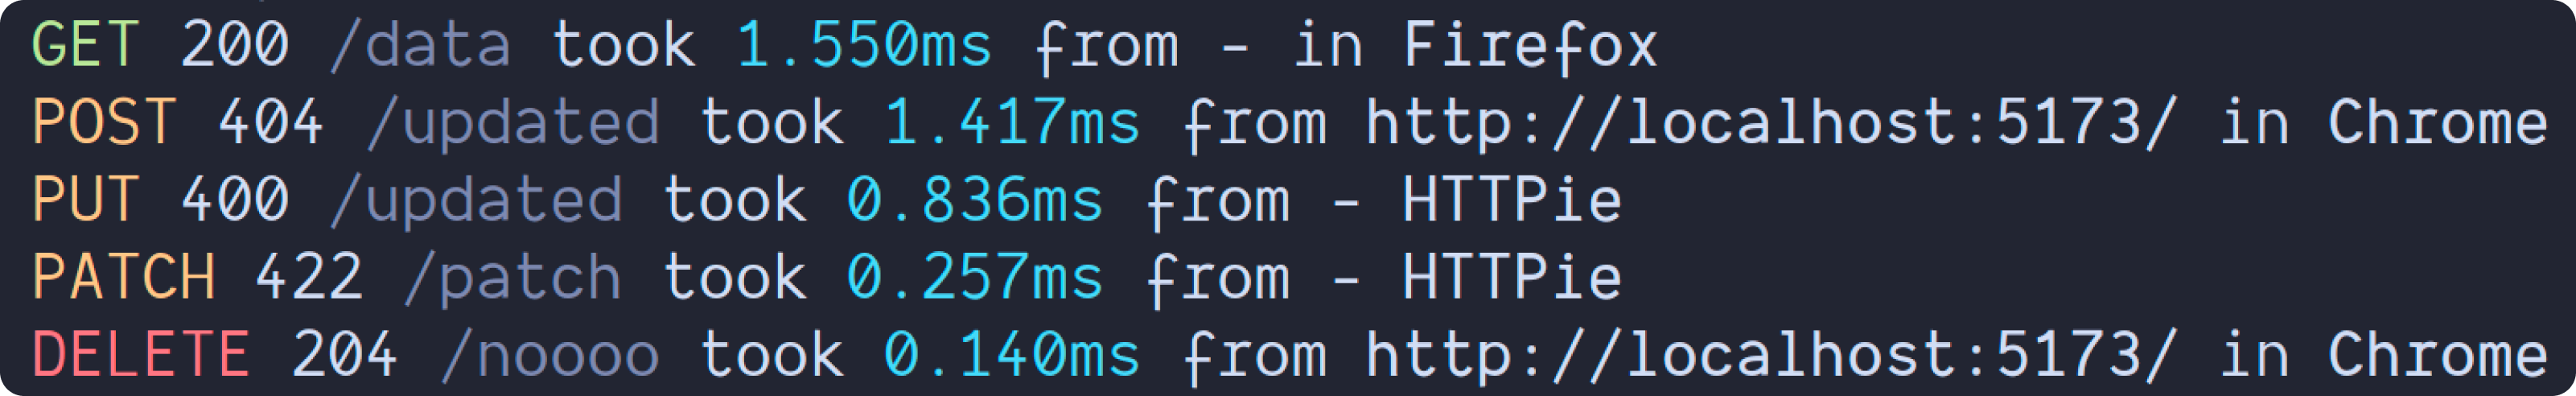 GET 200 /data took 1.550ms from - in Firefox
POST 404 /updated took 1.417ms from http://localhost:5173/ in Chrome
PUT 400 /updated took 0.836ms from - HTTPie
PATCH 422 /patch took 0.257ms from - HTTPie
DELETE 204 /noooo took 0.140ms from http://localhost:5173/ in Chrome